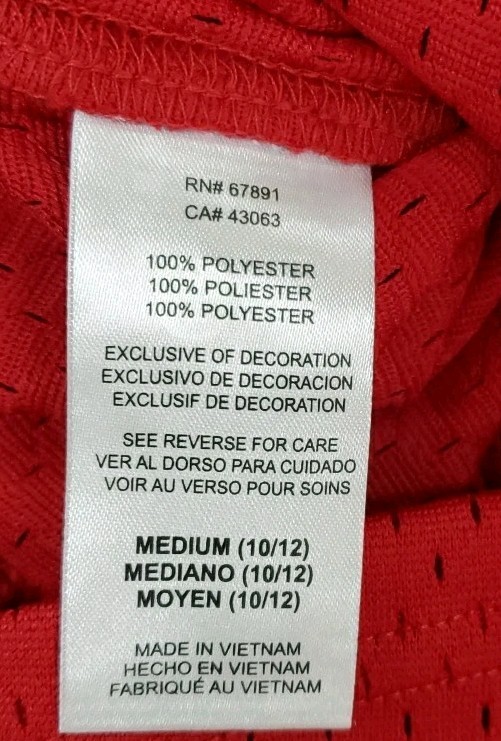 RN# 67891
CA# 43063
100% POLYESTER
100% POLIESTER
100% POLYESTER
EXCLUSIVE OF DECORATION
EXCLUSIVO DE DECORACION
EXCLUSIF DE DECORATION
SEE REVERSE FOR CARE
VER AL DORSO PARA CUIDADO
VOIR AU VERSO POUR SOINS
MEDIUM (10/12)
MEDIANO (10/12)
MOYEN (10/12)
MADE IN VIETNAM
HECHO EN VIETNAM
FABRIQUÉ AU VIETNAM